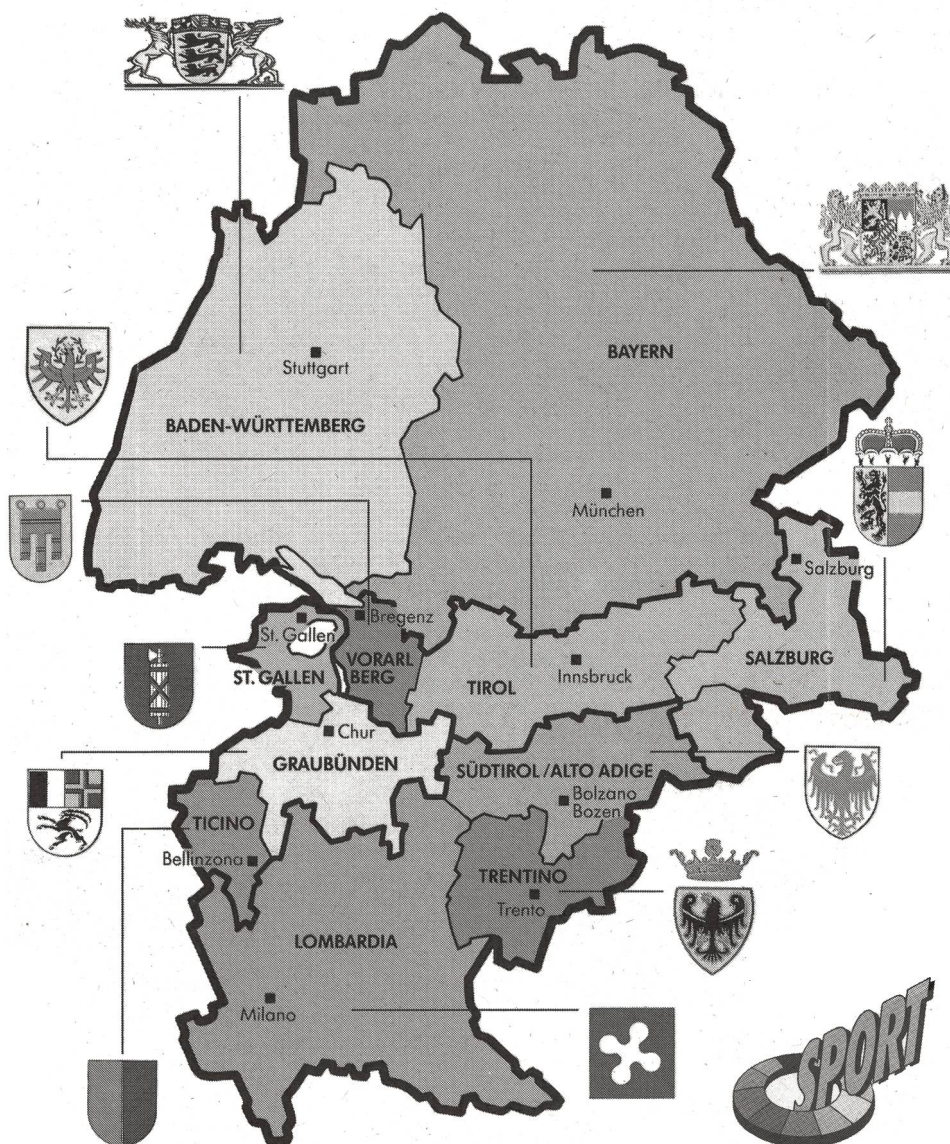 Stuttgart
BADEN-WÜRTTEMBERG
BAYERN
München
Salzburg
SALZBURG
Bregenz
VORARL
BERG
St. Gallen
ST. GALLEN
TIROL
Innsbruck
Chur
GRAUBÜNDEN
SÜDTIROL/ALTO ADIGE
Bolzano
Bozen
TICINO
Bellinzona
TRENTINO
Trento
LOMBARDIA
Milano
SPORT